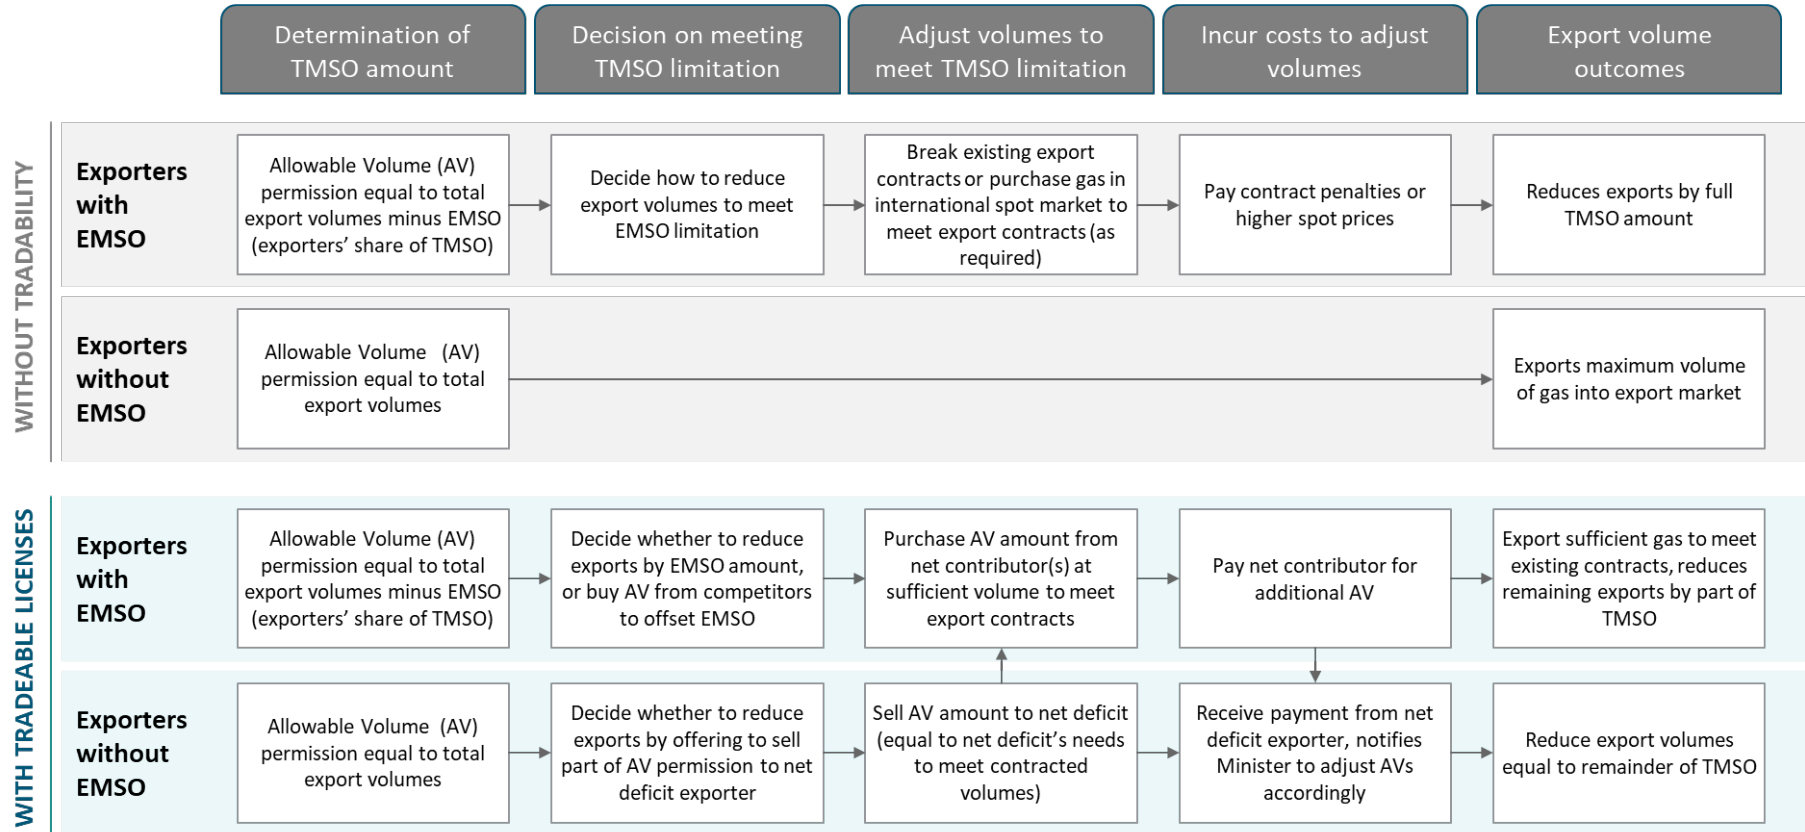 Determination of
TMSO amount
Decision on meeting
TMSO limitation
Adjust volumes to
meet TMSO limitation
Incur costs to adjust
volumes
Export volume
outcomes
WITHOUT TRADABILITY
Exporters
with
EMSO
Allowable Volume (AV)
permission equal to total
export volumes minus EMSO
(exporters’ share of TMSO)
Decide how to reduce
export volumes to meet
EMSO limitation
Break existing export
contracts or purchase gas in
international spot market to
meet export contracts (as
required)
Pay contract penalties or
higher spot prices
Reduces exports by full
TMSO amount
Exporters
without
EMSO
Allowable Volume (AV)
permission equal to total
export volumes
Exports maximum volume
of gas into export market
WITH TRADEABLE LICENSES
Exporters
with
EMSO
Allowable Volume (AV)
permission equal to total
export volumes minus EMSO
(exporters’ share of TMSO)
Decide whether to reduce
exports by EMSO amount,
or buy AV from competitors
to offset EMSO
Purchase AV amount from
net contributor(s) at
sufficient volume to meet
export contracts
Pay net contributor for
additional AV
Export sufficient gas to meet
existing contracts, reduces
remaining exports by part of
TMSO
Exporters
without
EMSO
Allowable Volume (AV)
permission equal to total
export volumes
Decide whether to reduce
exports by offering to sell
part of AV permission to net
deficit exporter
Sell AV amount to net deficit
(equal to net deficit’s needs
to meet contracted
volumes)
Receive payment from net
deficit exporter, notifies
Minister to adjust AVs
accordingly
Reduce export volumes
equal to remainder of TMSO